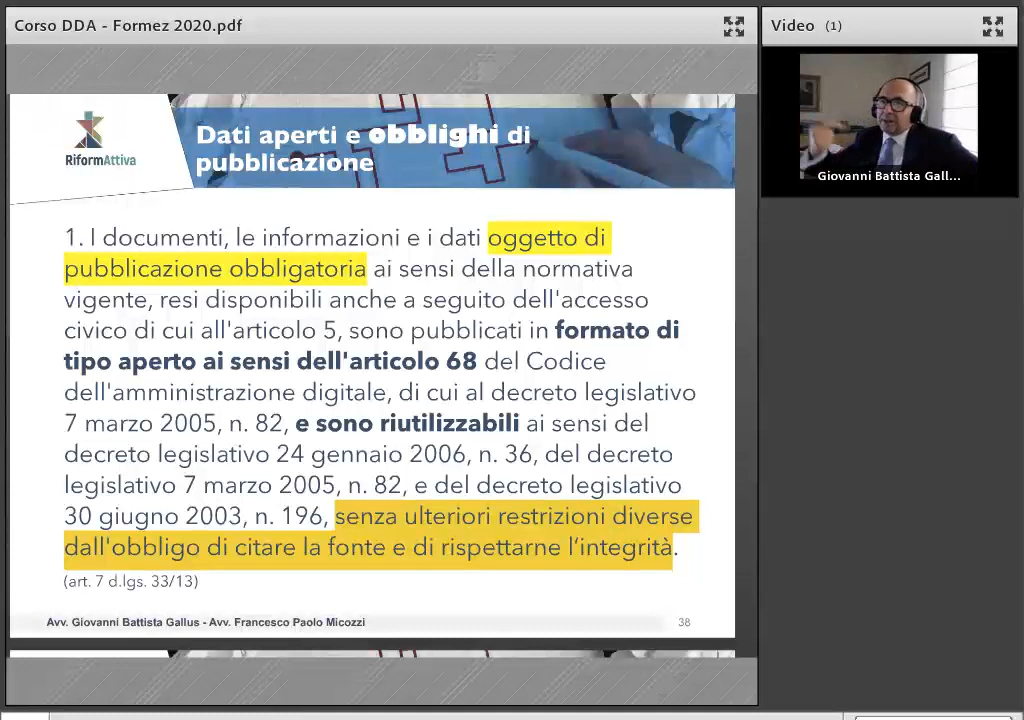 Corso DDA - Formez 2020.pdf
Video (1)
RiformAttiva
Dati aperti e obblighi di
pubblicazione
Giovanni Battista Gall...
1. I documenti, le informazioni e i dati oggetto di
pubblicazione obbligatoria ai sensi della normativa
vigente, resi disponibili anche a seguito dell'accesso
civico di cui all'articolo 5, sono pubblicati in formato di
tipo aperto ai sensi dell'articolo 68 del Codice
dell'amministrazione digitale, di cui al decreto legislativo
7 marzo 2005, n. 82, e sono riutilizzabili ai sensi del
decreto legislativo 24 gennaio 2006, n. 36, del decreto
legislativo 7 marzo 2005, n. 82, e del decreto legislativo
30 giugno 2003, n. 196, senza ulteriori restrizioni diverse
dall'obbligo di citare la fonte e di rispettarne l’integrità.
(art. 7 d.lgs. 33/13)
Avv. Giovanni Battista Gallus - Avv. Francesco Paolo Micozzi
38